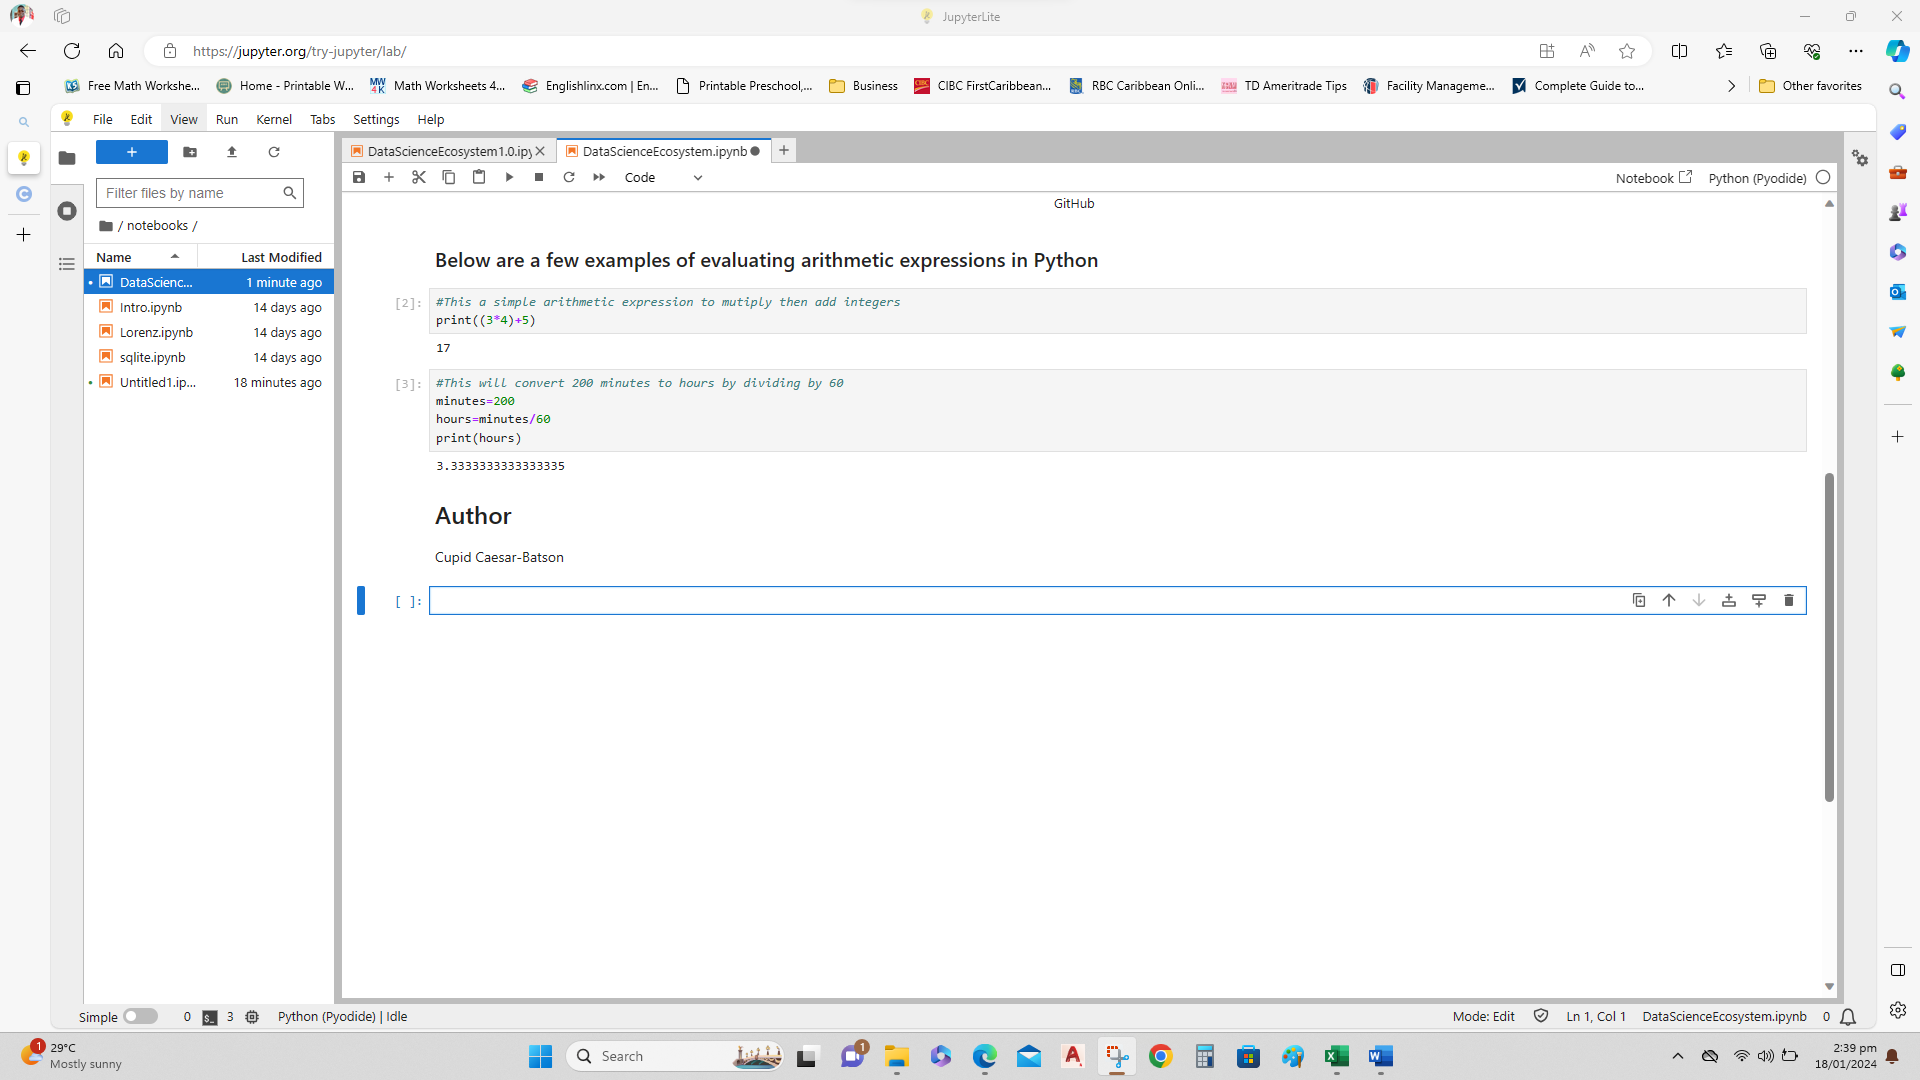 JupyterLite
https://jupyter.org/try-jupyter/lab/
Free Math Workshe...
Home - Printable W...
Math Worksheets 4...
Englishlinx.com | En...
Printable Preschool,...
Business
CIBC FirstCaribbean...
RBC Caribbean Onli...
TD Ameritrade Tips
Facility Manageme...
Complete Guide to...
Other favorites
File Edit View Run Kernel Tabs Settings Help
DataScienceEcosystem1.0.ipy
DataScienceEcosystem.ipynb
Code
Notebook
Python (Pyodide)
Filter files by name
/ notebooks /
Name Last Modified
DataScienc... 1 minute ago
Intro.ipynb 14 days ago
Lorenz.ipynb 14 days ago
sqlite.ipynb 14 days ago
Untitled1.ip... 18 minutes ago
GitHub
Below are a few examples of evaluating arithmetic expressions in Python
[2]: #This a simple arithmetic expression to mutiply then add integers
print((3*4)+5)
17
[3]: #This will convert 200 minutes to hours by dividing by 60
minutes=200
hours=minutes/60
print(hours)
3.3333333333333335
Author
Cupid Caesar-Batson
[ ]:
Simple 0 3 Python (Pyodide) | Idle
Mode: Edit Ln 1, Col 1 DataScienceEcosystem.ipynb 0
1
29°C
Mostly sunny
Search
1
2:39 pm
18/01/2024